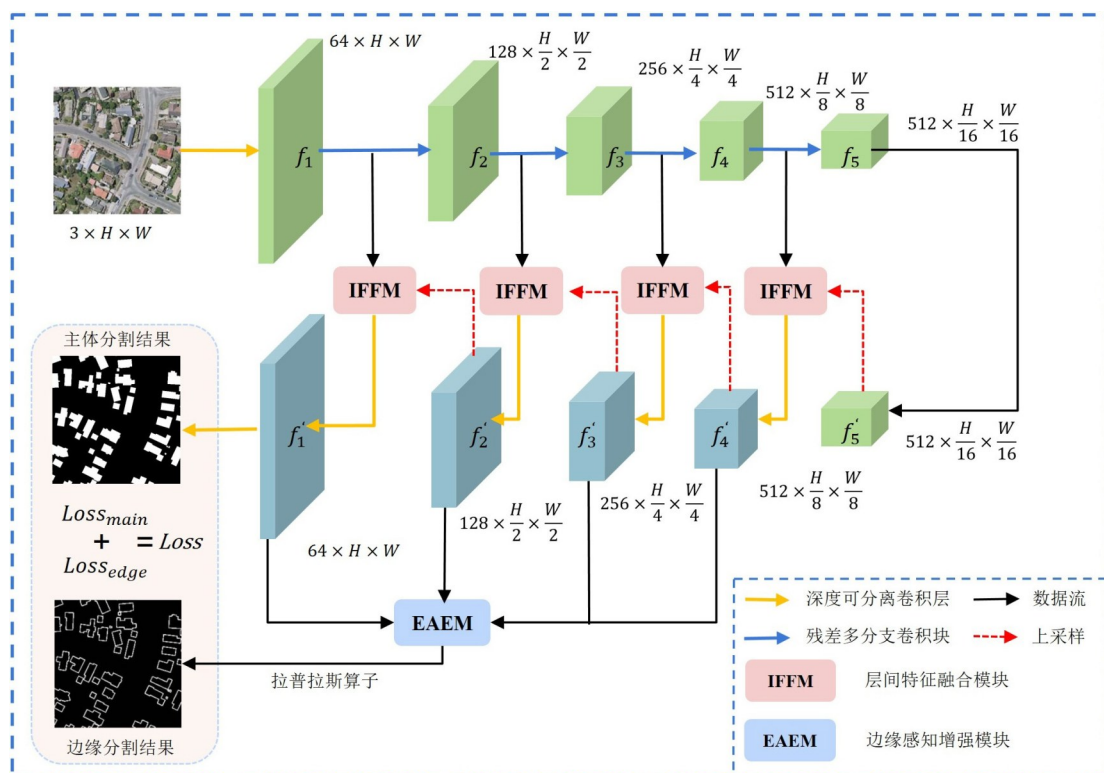 64 × H × W
128 × H/2 × W/2
256 × H/4 × W/4
512 × H/8 × W/8
512 × H/16 × W/16
f₁
f₂
f₃
f₄
f₅
3 × H × W
IFFM
IFFM
IFFM
IFFM
主体分割结果
f₁′
f₂′
f₃′
f₄′
f₅′
512 × H/16 × W/16
512 × H/8 × W/8
256 × H/4 × W/4
128 × H/2 × W/2
64 × H × W
Loss_main
+ = Loss
Loss_edge
EAEM
拉普拉斯算子
边缘分割结果
深度可分离卷积层
数据流
残差多分支卷积块
上采样
IFFM
层间特征融合模块
EAEM
边缘感知增强模块